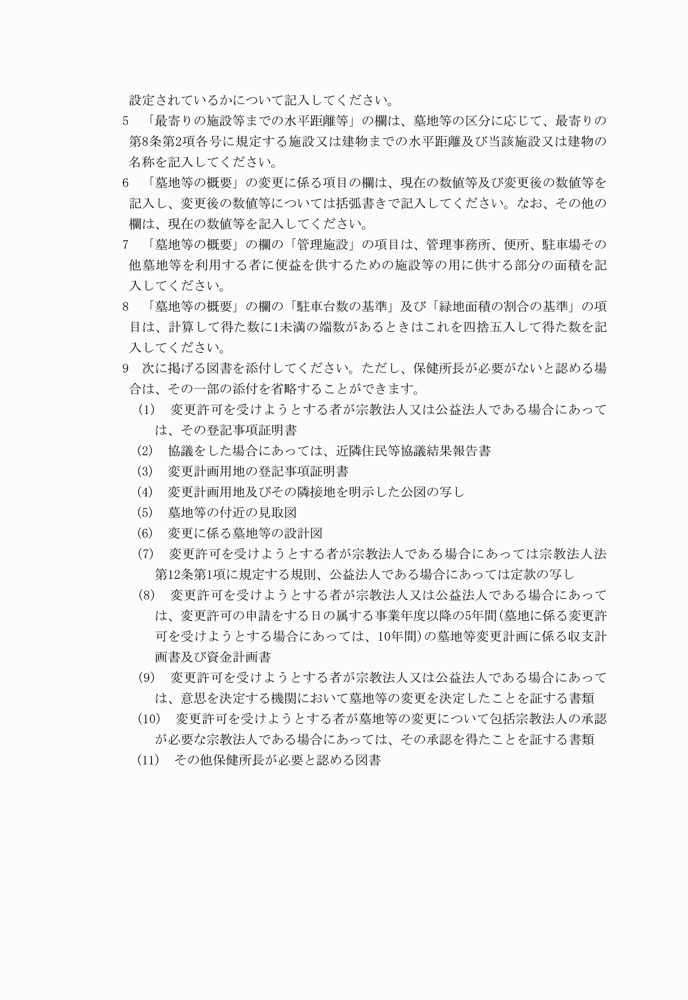 設定されているかについて記入してください。
5　「最寄りの施設等までの水平距離等」の欄は、墓地等の区分に応じて、最寄りの
第8条第2項各号に規定する施設又は建物までの水平距離及び当該施設又は建物の
名称を記入してください。
6　「墓地等の概要」の変更に係る項目の欄は、現在の数値等及び変更後の数値等を
記入し、変更後の数値等については括弧書きで記入してください。なお、その他の
欄は、現在の数値等を記入してください。
7　「墓地等の概要」の欄の「管理施設」の項目は、管理事務所、便所、駐車場その
他墓地等を利用する者に便益を供するための施設等の用に供する部分の面積を記
入してください。
8　「墓地等の概要」の欄の「駐車台数の基準」及び「緑地面積の割合の基準」の項
目は、計算して得た数に1未満の端数があるときはこれを四捨五入して得た数を記
入してください。
9　次に掲げる図書を添付してください。ただし、保健所長が必要がないと認める場
合は、その一部の添付を省略することができます。
(1)　変更許可を受けようとする者が宗教法人又は公益法人である場合にあって
は、その登記事項証明書
(2)　協議をした場合にあっては、近隣住民等協議結果報告書
(3)　変更計画用地の登記事項証明書
(4)　変更計画用地及びその隣接地を明示した公図の写し
(5)　墓地等の付近の見取図
(6)　変更に係る墓地等の設計図
(7)　変更許可を受けようとする者が宗教法人である場合にあっては宗教法人法
第12条第1項に規定する規則、公益法人である場合にあっては定款の写し
(8)　変更許可を受けようとする者が宗教法人又は公益法人である場合にあって
は、変更許可の申請をする日の属する事業年度以降の5年間(墓地に係る変更許
可を受けようとする場合にあっては、10年間)の墓地等変更計画に係る収支計
画書及び資金計画書
(9)　変更許可を受けようとする者が宗教法人又は公益法人である場合にあって
は、意思を決定する機関において墓地等の変更を決定したことを証する書類
(10)　変更許可を受けようとする者が墓地等の変更について包括宗教法人の承認
が必要な宗教法人である場合にあっては、その承認を得たことを証する書類
(11)　その他保健所長が必要と認める図書